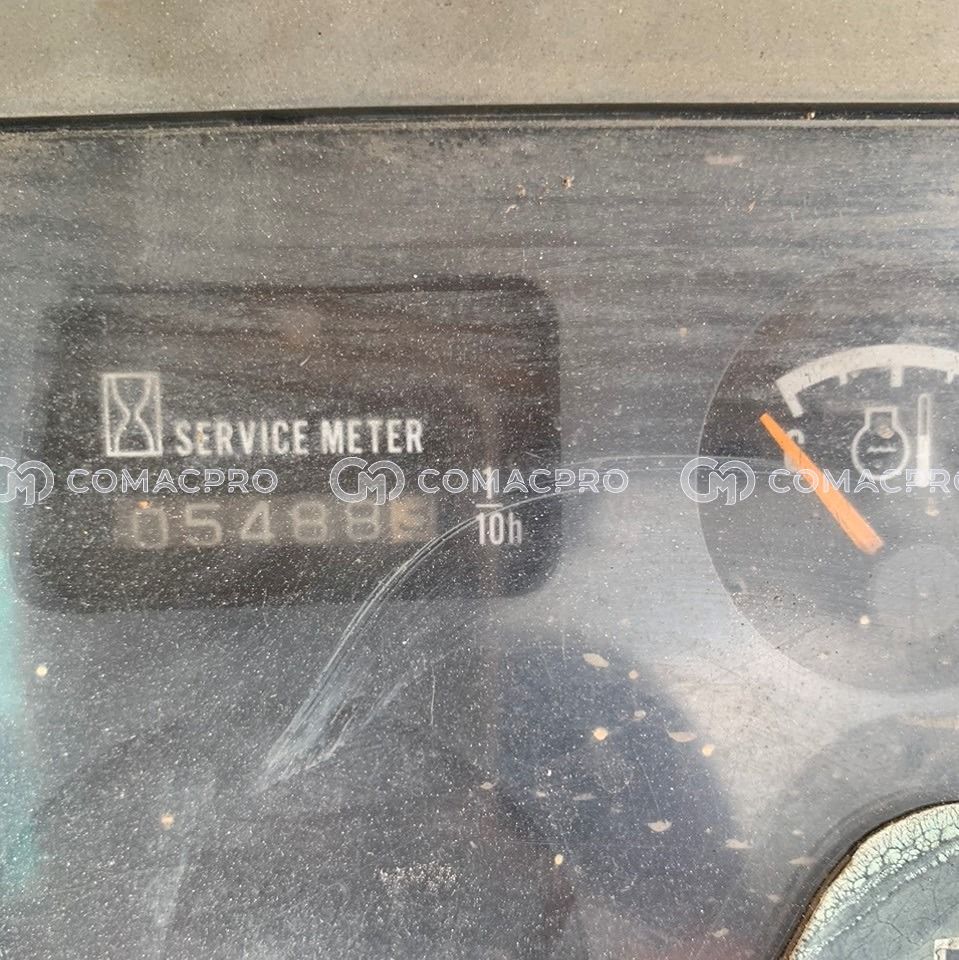 SERVICE METER
05488
1/10h
C
COMACPRO COMACPRO COMACPRO